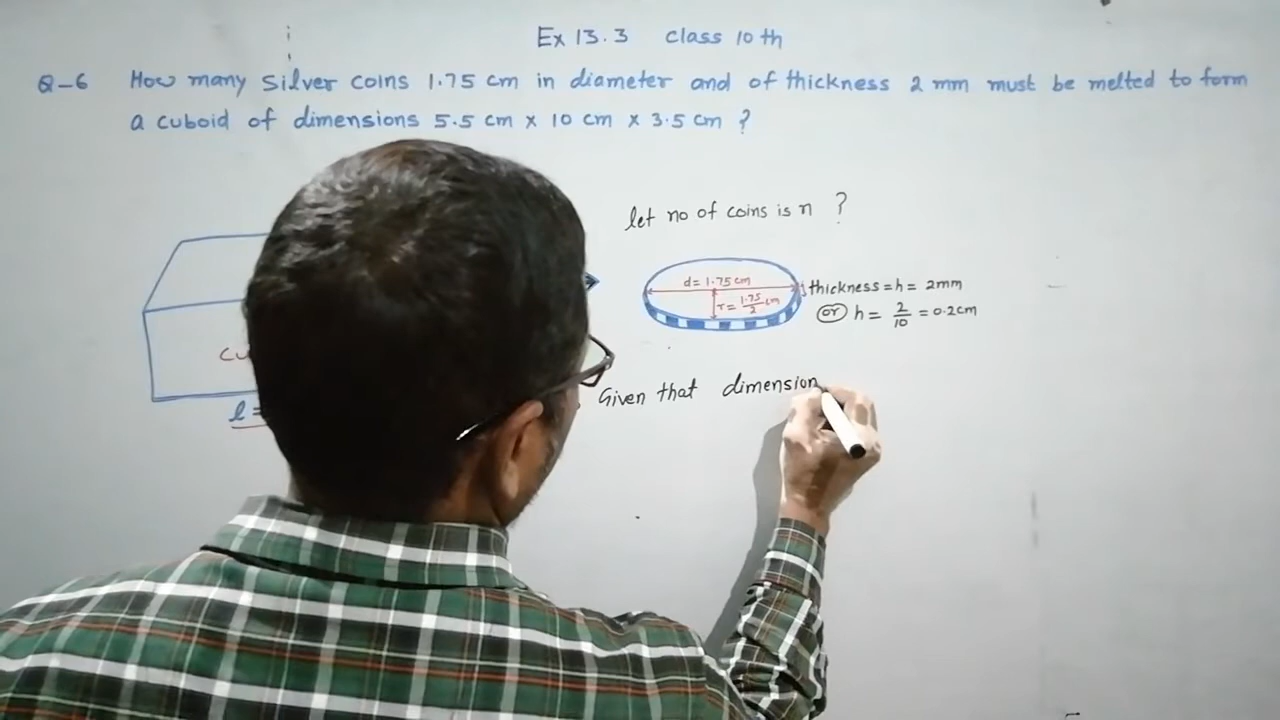 Ex 13.3 class 10 th
Q-6 How many silver coins 1.75 cm in diameter and of thickness 2 mm must be melted to form
a cuboid of dimensions 5.5 cm x 10 cm x 3.5 cm ?
let no of coins is n ?
d = 1.75 cm
r = 1.75/2 cm
thickness = h = 2mm
or h = 2/10 = 0.2cm
l =
Given that dimension